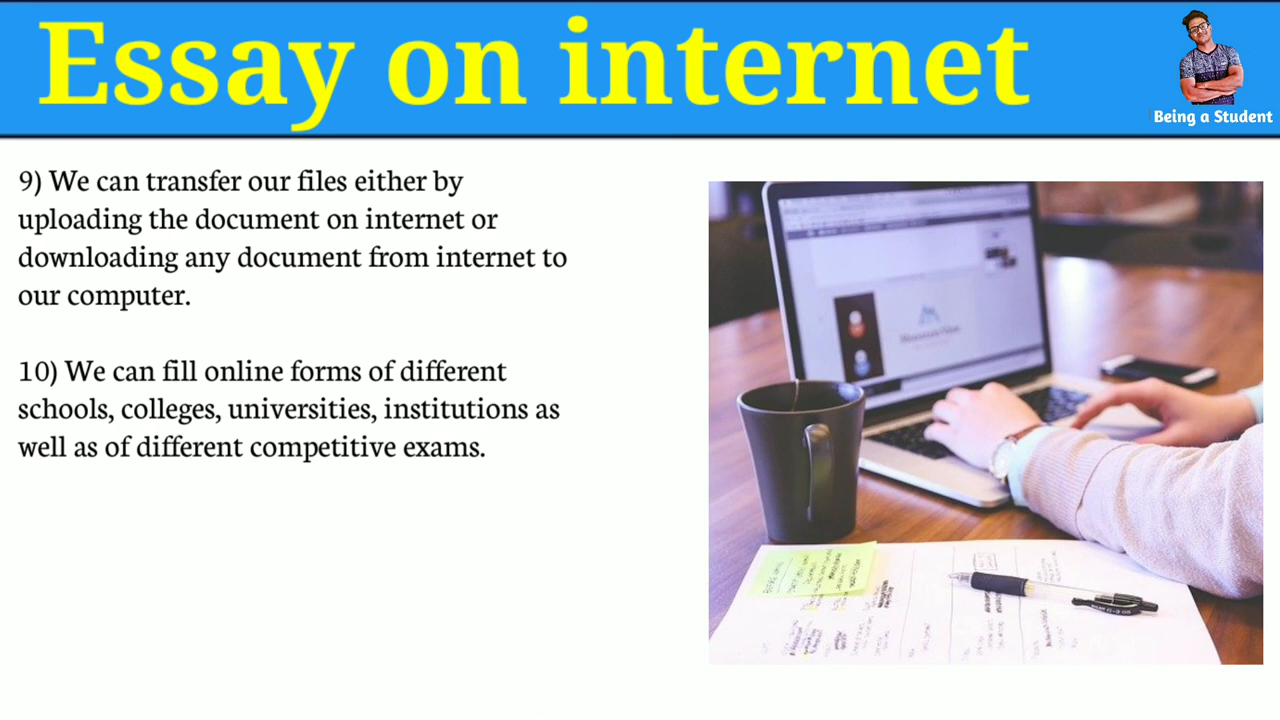 Essay on internet
Being a Student
9) We can transfer our files either by
uploading the document on internet or
downloading any document from internet to
our computer.
10) We can fill online forms of different
schools, colleges, universities, institutions as
well as of different competitive exams.